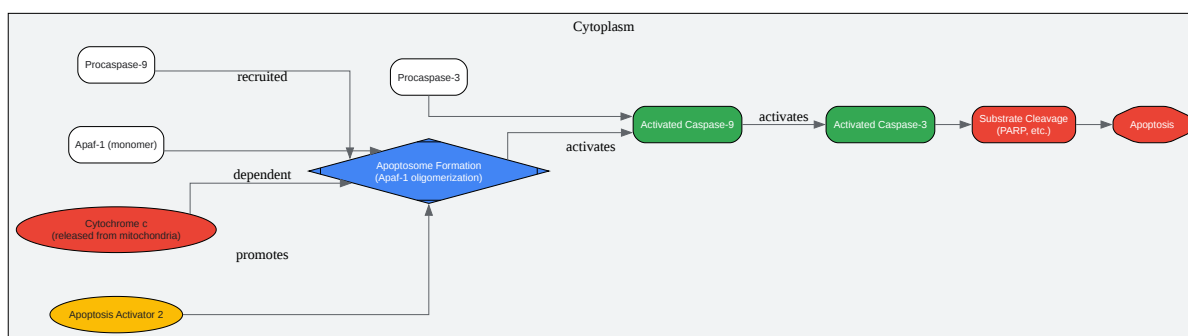 Cytoplasm
Procaspase-9
recruited
Procaspase-3
Apaf-1 (monomer)
Apoptosome Formation
(Apaf-1 oligomerization)
activates
Activated Caspase-9
activates
Activated Caspase-3
Substrate Cleavage
(PARP, etc.)
Apoptosis
dependent
Cytochrome c
(released from mitochondria)
promotes
Apoptosis Activator 2